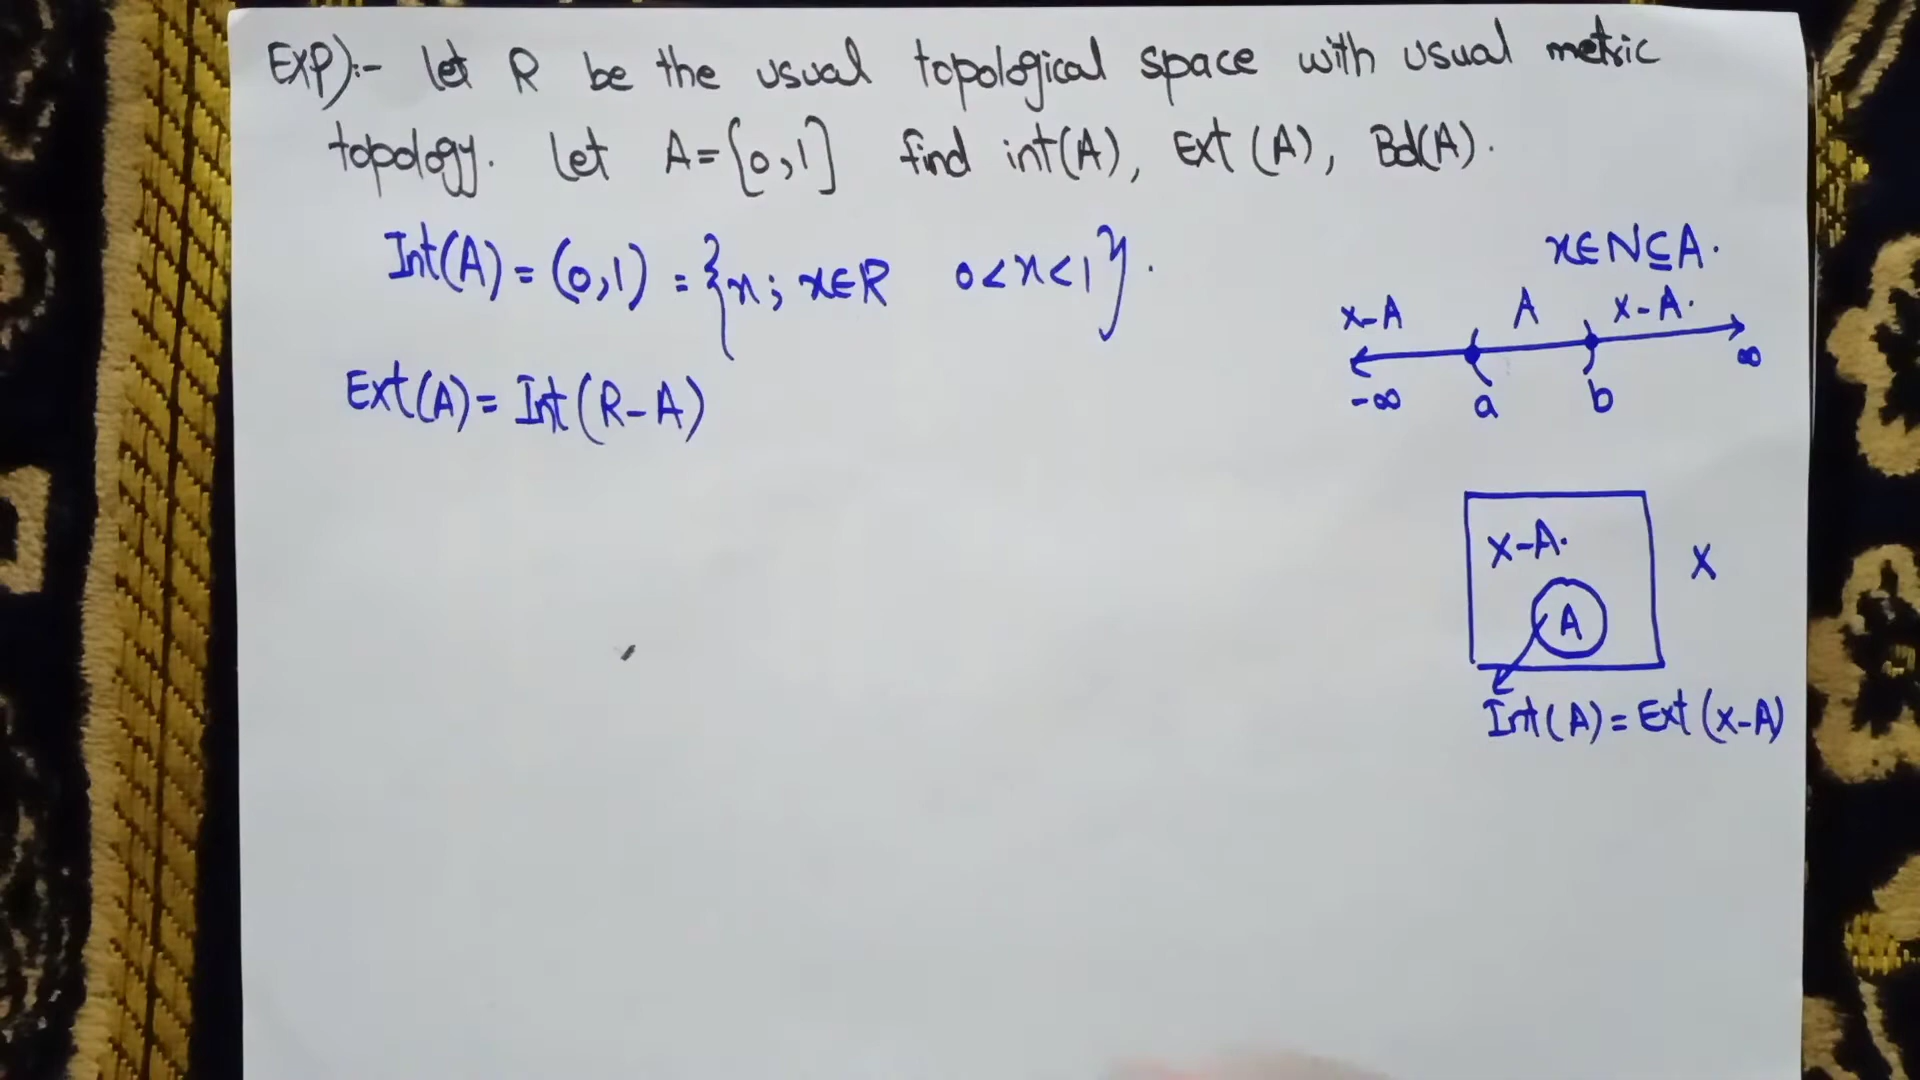 EXP):- let R be the usual topological space with usual metric
topology. Let A=[0,1] find int(A), Ext (A), Bd(A).
Int(A) = (0,1) = {x; x∈R 0<x<1}.
x∈N⊆A.
x-A A x-A.
-∞ a b ∞
Ext(A) = Int(R-A)
x-A. X
A
Int(A) = Ext (x-A)